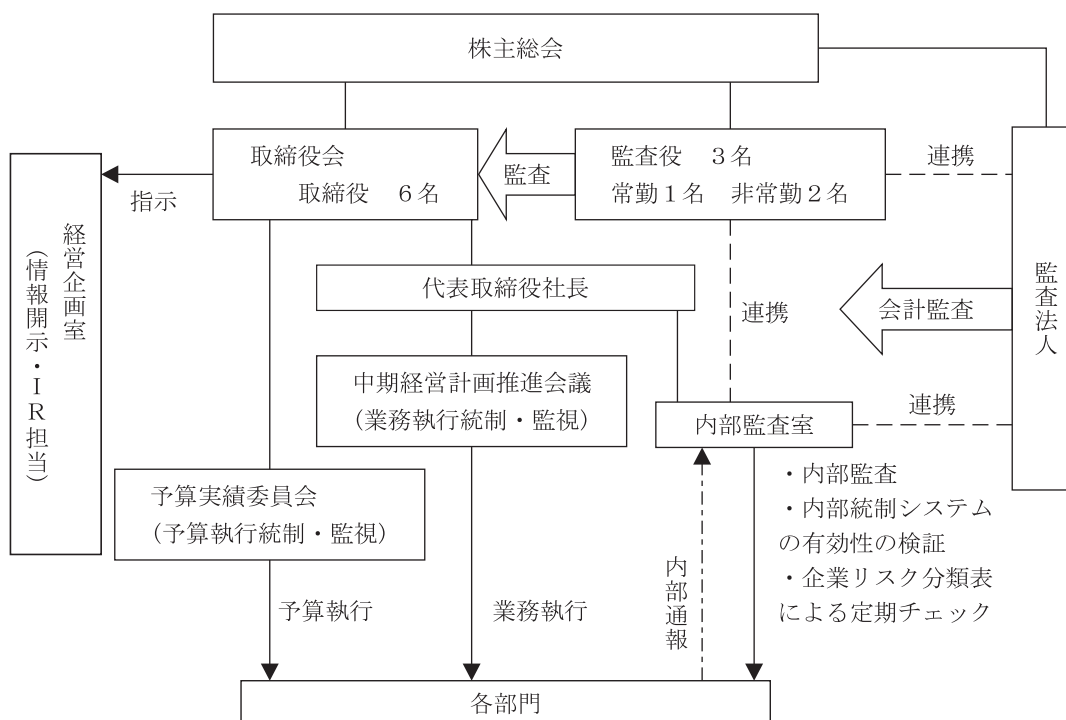 株主総会
取締役会
取締役　６名
監査
監査役　３名
常勤１名　非常勤２名
連携
指示
経営企画室
（情報開示・ＩＲ担当）
代表取締役社長
連携
会計監査
監査法人
中期経営計画推進会議
（業務執行統制・監視）
内部監査室
連携
予算実績委員会
（予算執行統制・監視）
・内部監査
・内部統制システム
の有効性の検証
・企業リスク分類表
による定期チェック
予算執行
業務執行
内部通報
各部門